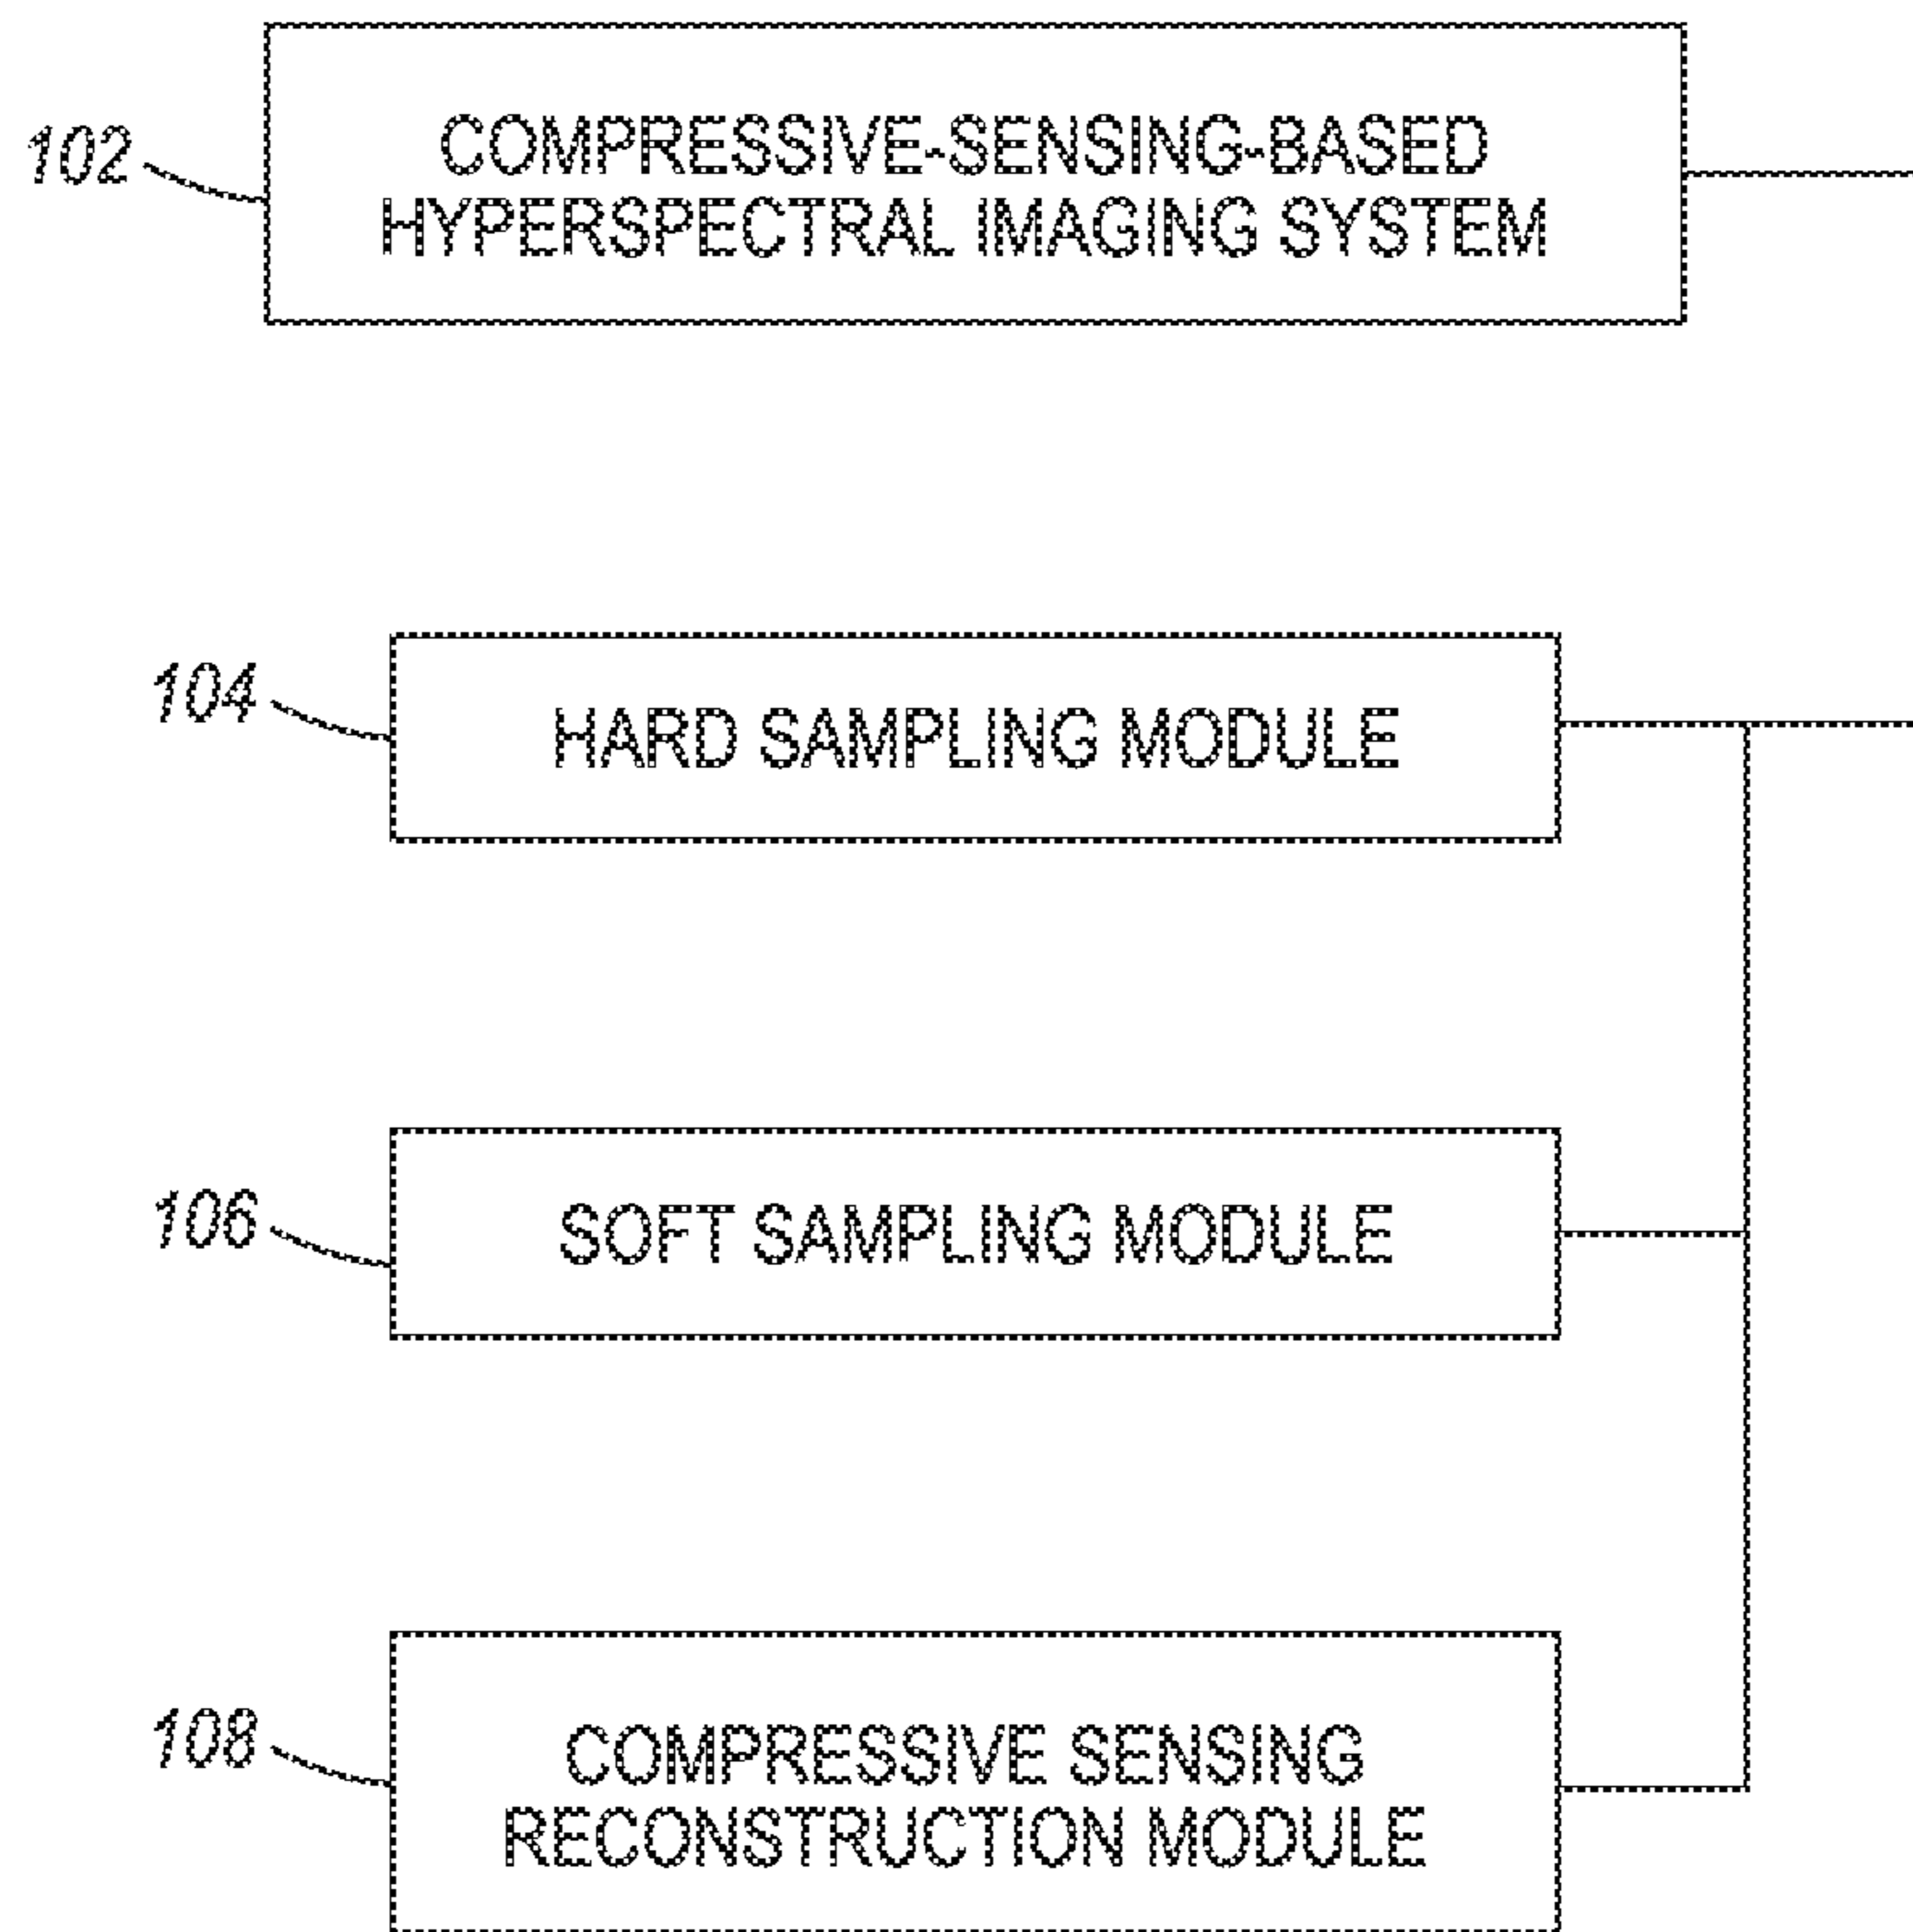 102
COMPRESSIVE-SENSING-BASED
HYPERSPECTRAL IMAGING SYSTEM
104
HARD SAMPLING MODULE
106
SOFT SAMPLING MODULE
108
COMPRESSIVE SENSING
RECONSTRUCTION MODULE